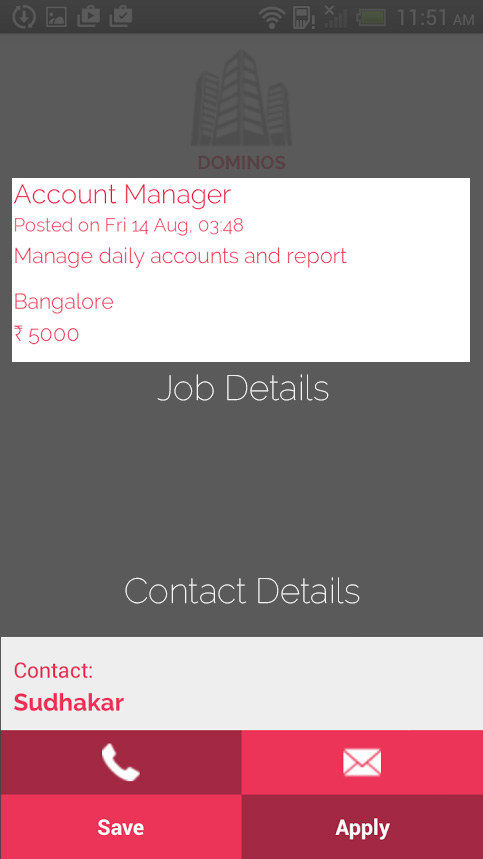 11:51 AM
DOMINOS
Account Manager
Posted on Fri 14 Aug, 03:48
Manage daily accounts and report
Bangalore
₹ 5000
Job Details
Contact Details
Contact:
Sudhakar
Save
Apply